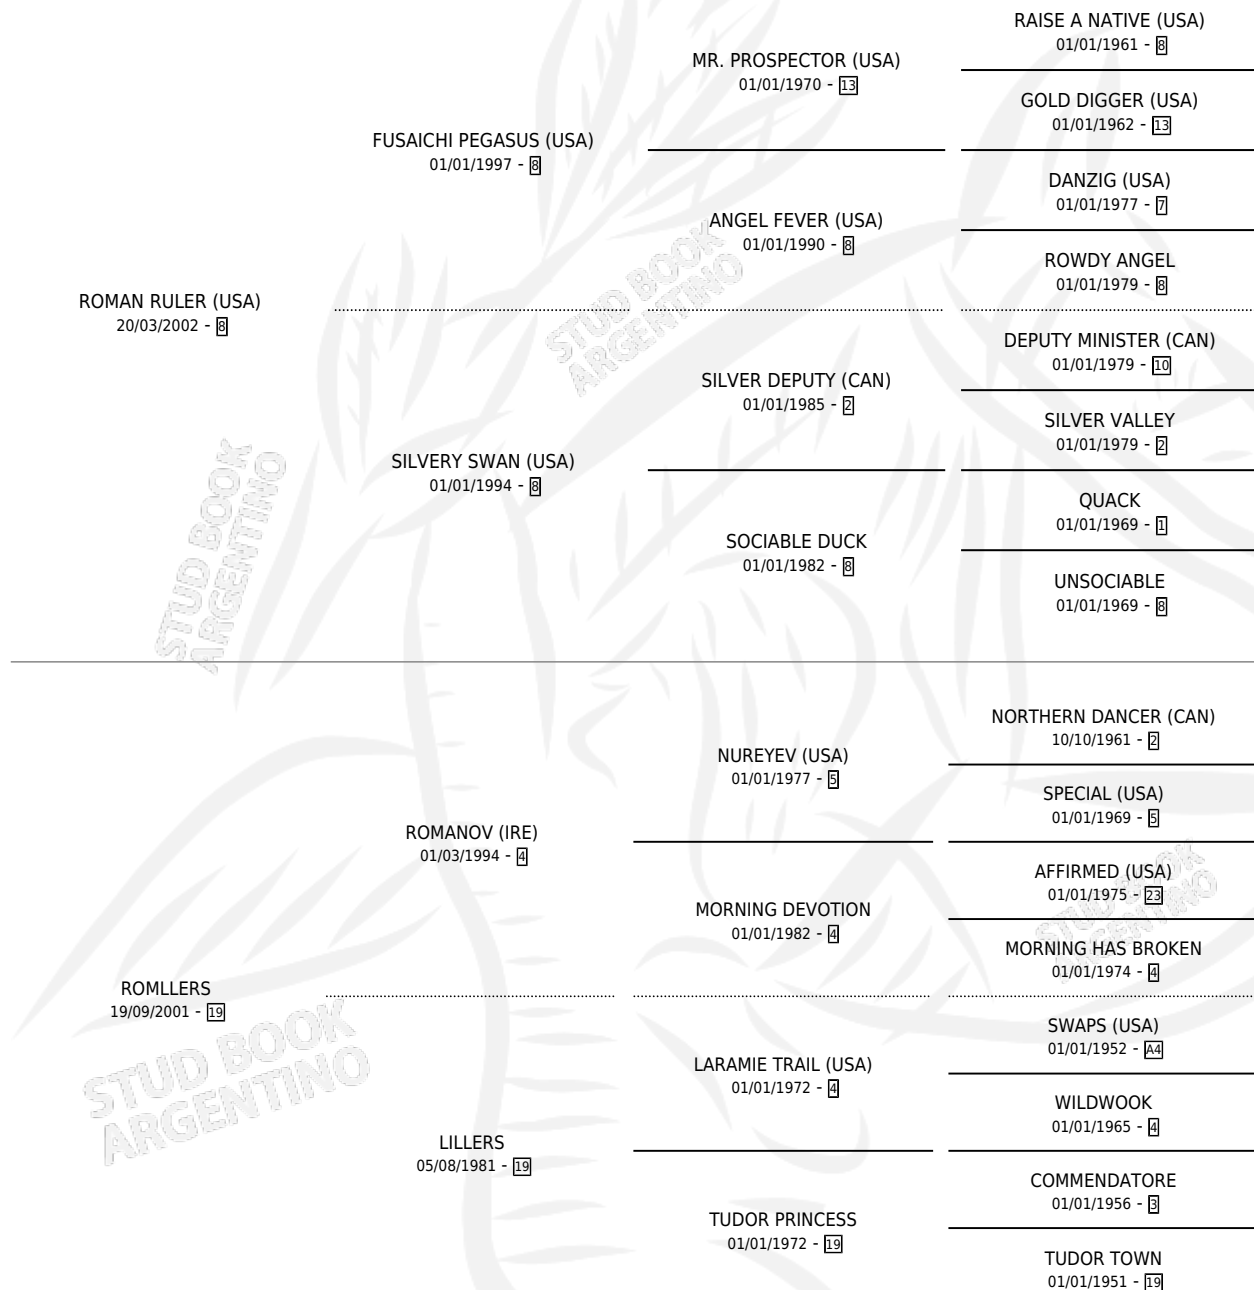 RAISE A NATIVE (USA)
01/01/1961 - 8
MR. PROSPECTOR (USA)
01/01/1970 - 13
GOLD DIGGER (USA)
01/01/1962 - 13
FUSAICHI PEGASUS (USA)
01/01/1997 - 8
DANZIG (USA)
01/01/1977 - 7
ANGEL FEVER (USA)
01/01/1990 - 8
ROWDY ANGEL
01/01/1979 - 8
ROMAN RULER (USA)
20/03/2002 - 8
DEPUTY MINISTER (CAN)
01/01/1979 - 10
SILVER DEPUTY (CAN)
01/01/1985 - 2
SILVER VALLEY
01/01/1979 - 2
SILVERY SWAN (USA)
01/01/1994 - 8
QUACK
01/01/1969 - 1
SOCIABLE DUCK
01/01/1982 - 8
UNSOCIABLE
01/01/1969 - 8
NORTHERN DANCER (CAN)
10/10/1961 - 2
NUREYEV (USA)
01/01/1977 - 5
SPECIAL (USA)
01/01/1969 - 5
ROMANOV (IRE)
01/03/1994 - 4
AFFIRMED (USA)
01/01/1975 - 23
MORNING DEVOTION
01/01/1982 - 4
MORNING HAS BROKEN
01/01/1974 - 4
ROMLLERS
19/09/2001 - 19
SWAPS (USA)
01/01/1952 - A4
LARAMIE TRAIL (USA)
01/01/1972 - 4
WILDWOOK
01/01/1965 - 4
LILLERS
05/08/1981 - 19
COMMENDATORE
01/01/1956 - 3
TUDOR PRINCESS
01/01/1972 - 19
TUDOR TOWN
01/01/1951 - 19
STUD BOOK
ARGENTINO
STUD BOOK
ARGENTINO
STUD BOOK
ARGENTINO
STUD BOOK
ARGENTINO